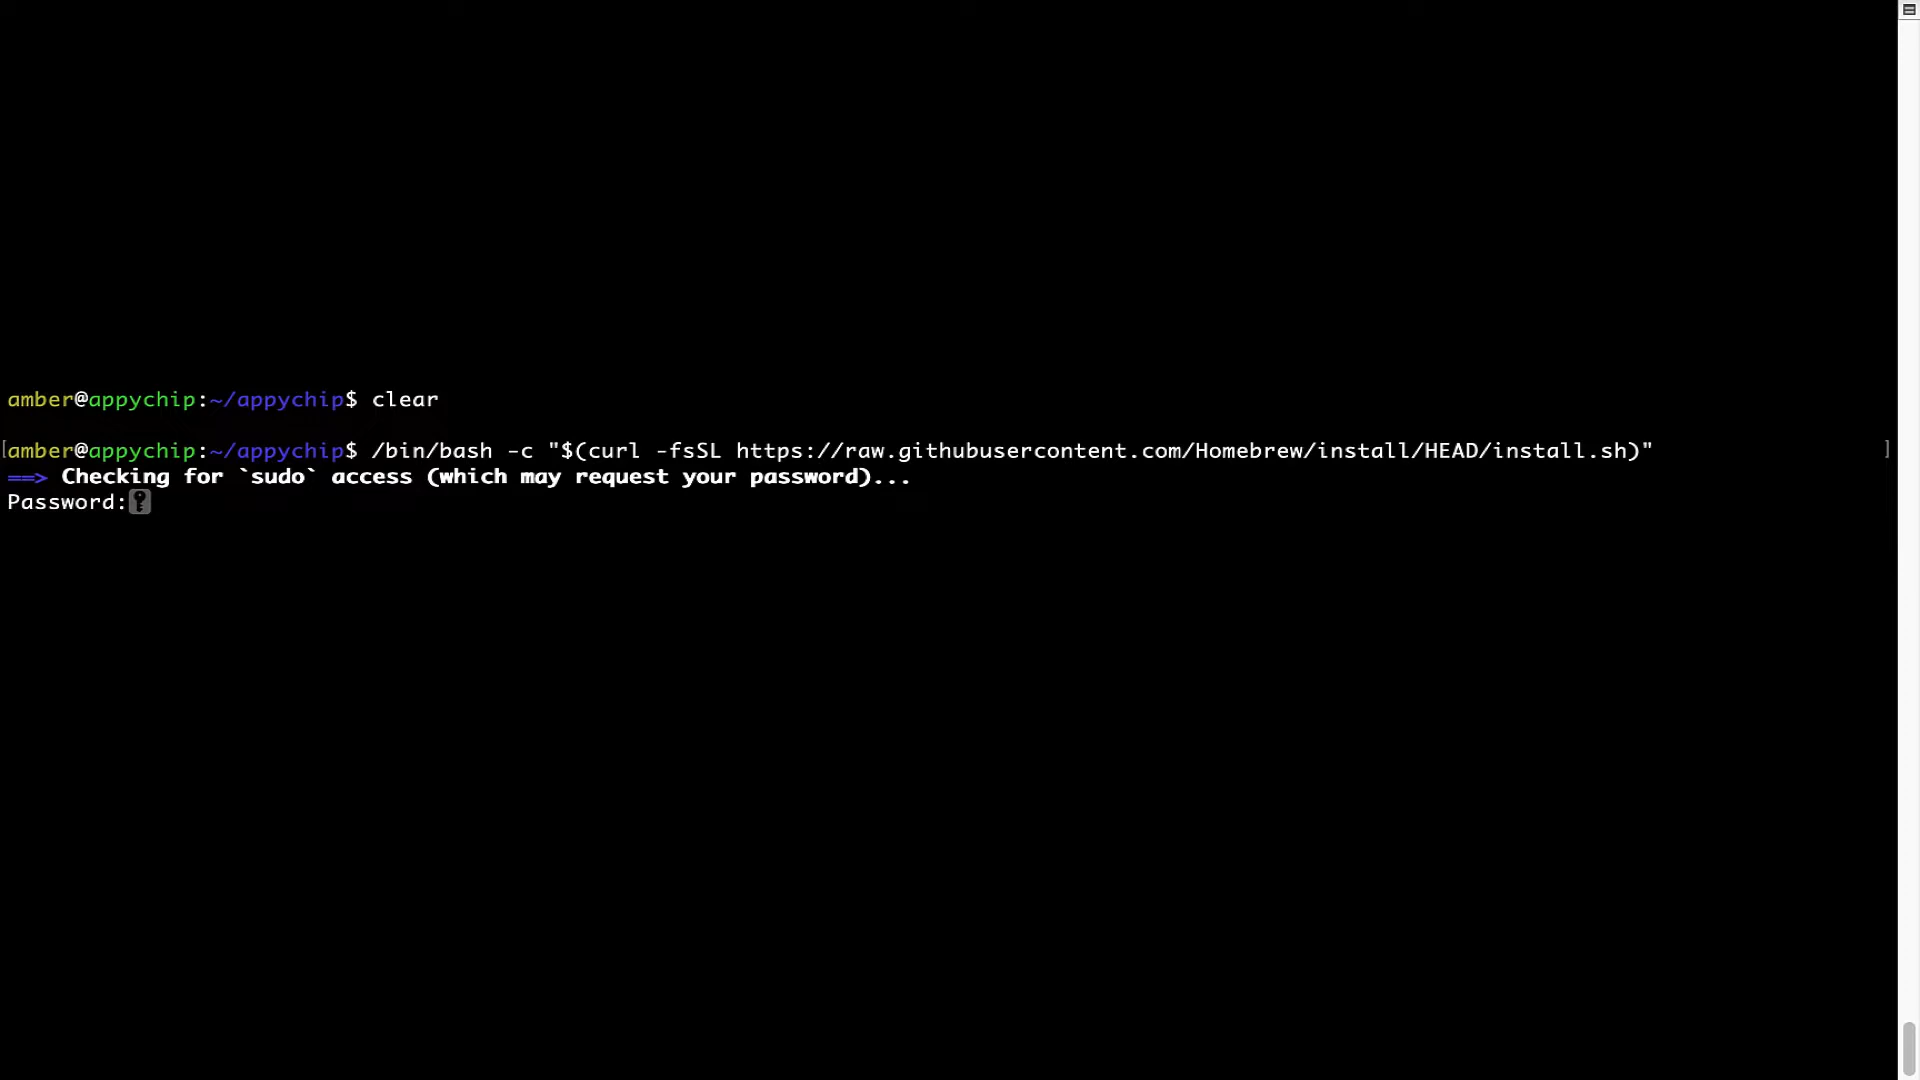 amber@appychip:~/appychip$ clear
[amber@appychip:~/appychip$ /bin/bash -c "$(curl -fsSL https://raw.githubusercontent.com/Homebrew/install/HEAD/install.sh)" ]
==> Checking for `sudo` access (which may request your password)...
Password: